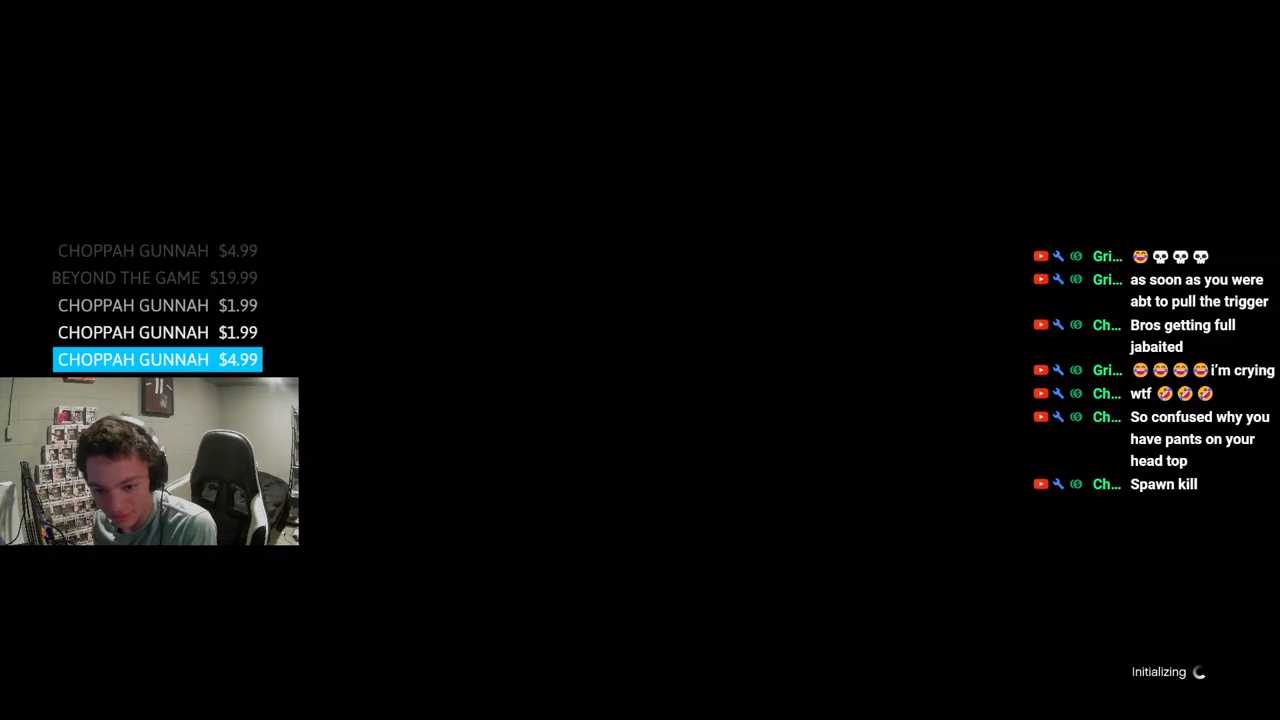 CHOPPAH GUNNAH $4.99
BEYOND THE GAME $19.99
CHOPPAH GUNNAH $1.99
CHOPPAH GUNNAH $1.99
CHOPPAH GUNNAH $4.99
Gri... 😂💀💀💀
Gri... as soon as you were
abt to pull the trigger
Ch... Bros getting full
jabaited
Gri... 😂😂😂😂i'm crying
Ch... wtf 🤣🤣🤣
Ch... So confused why you
have pants on your
head top
Ch... Spawn kill
11
Initializing